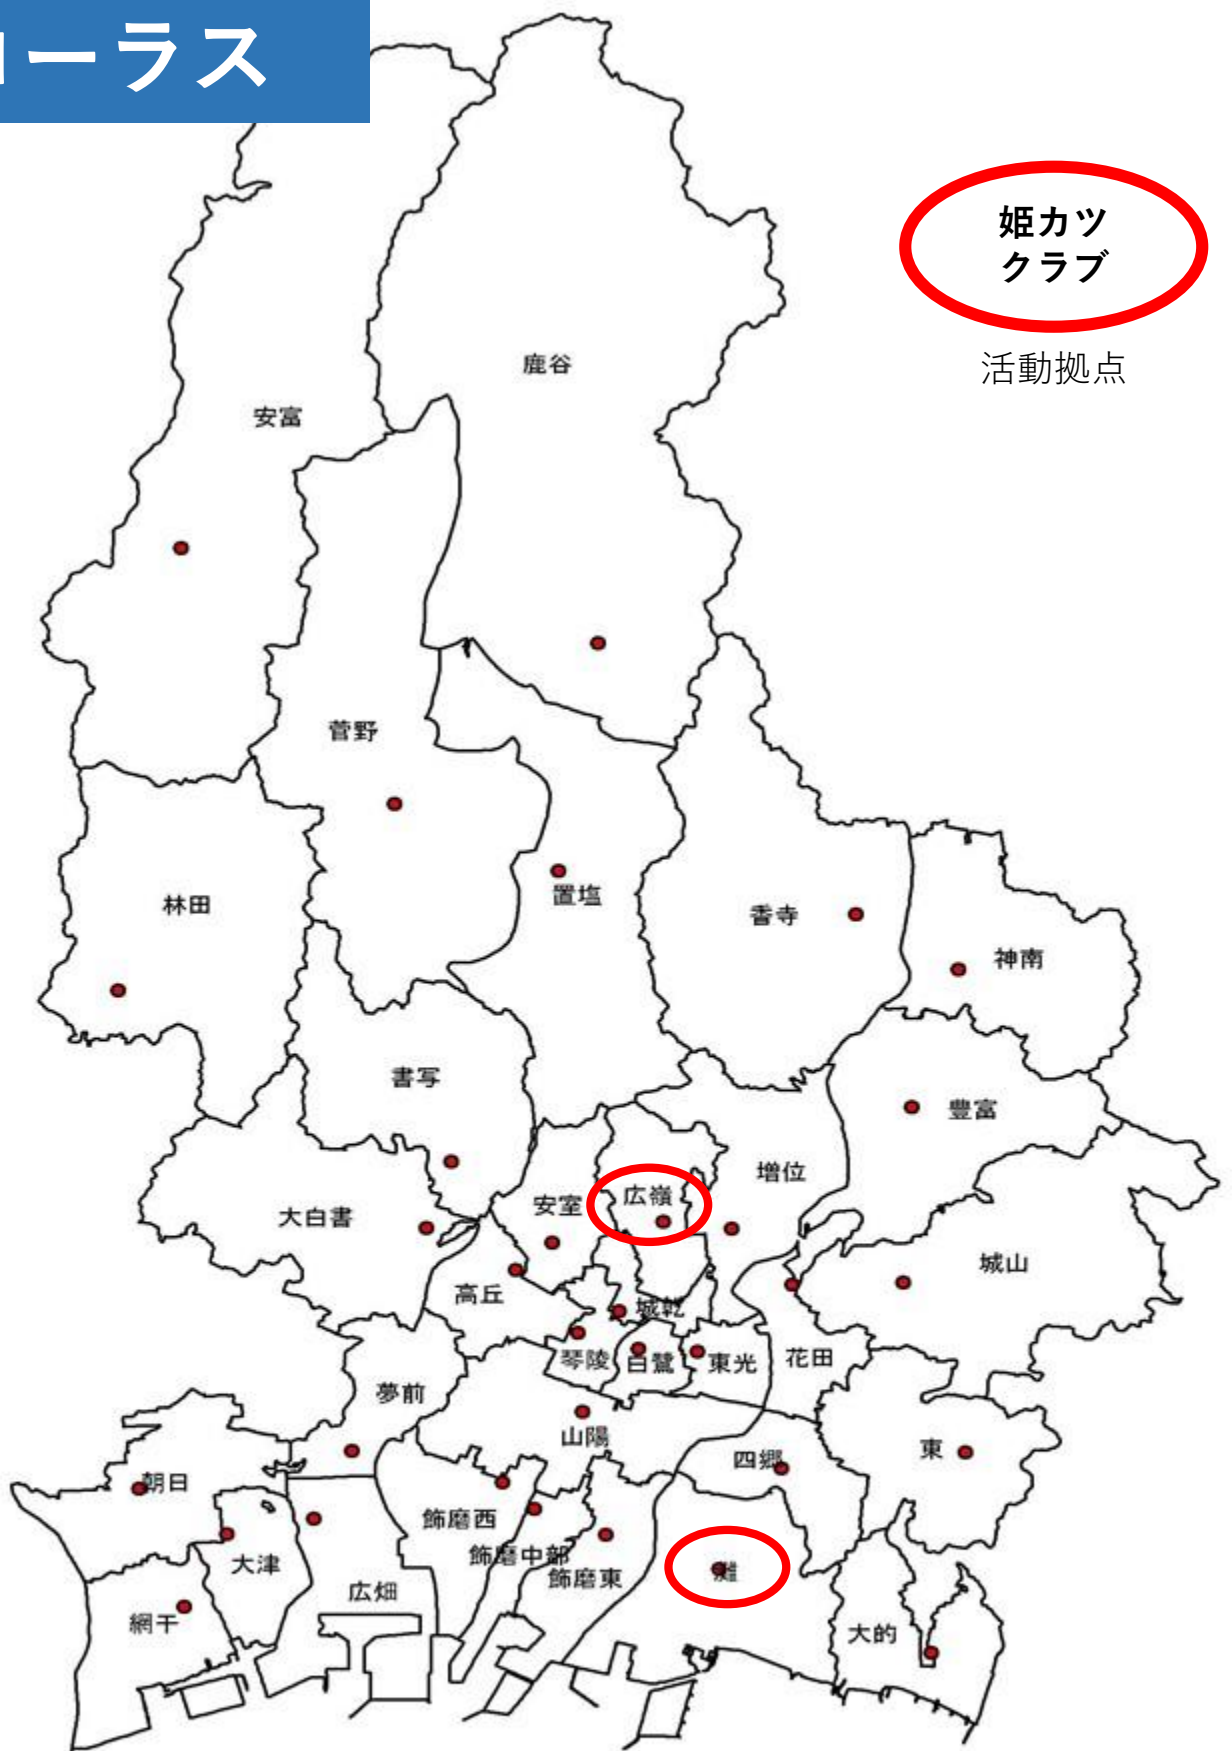 コーラス
姫カツ
クラブ
活動拠点
鹿谷
安富
菅野
置塩
林田
香寺
神南
書写
豊富
増位
広嶺
安室
大白書
城山
高丘
城乾
琴陵
白鷺
東光
花田
夢前
山陽
東
四郷
朝日
飾磨西
飾磨中部
飾磨東
灘
大津
広畑
網干
大的